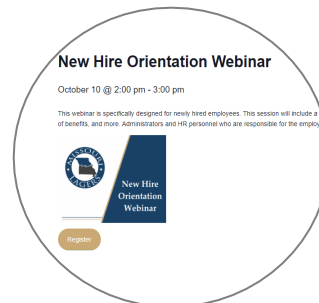 New Hire Orientation Webinar
October 10 @ 2:00 pm - 3:00 pm
This webinar is specifically designed for newly hired employees. This session will include a
of benefits, and more. Administrators and HR personnel who are responsible for the employ
MISSOURI
LAGERS
New Hire
Orientation
Webinar
Register